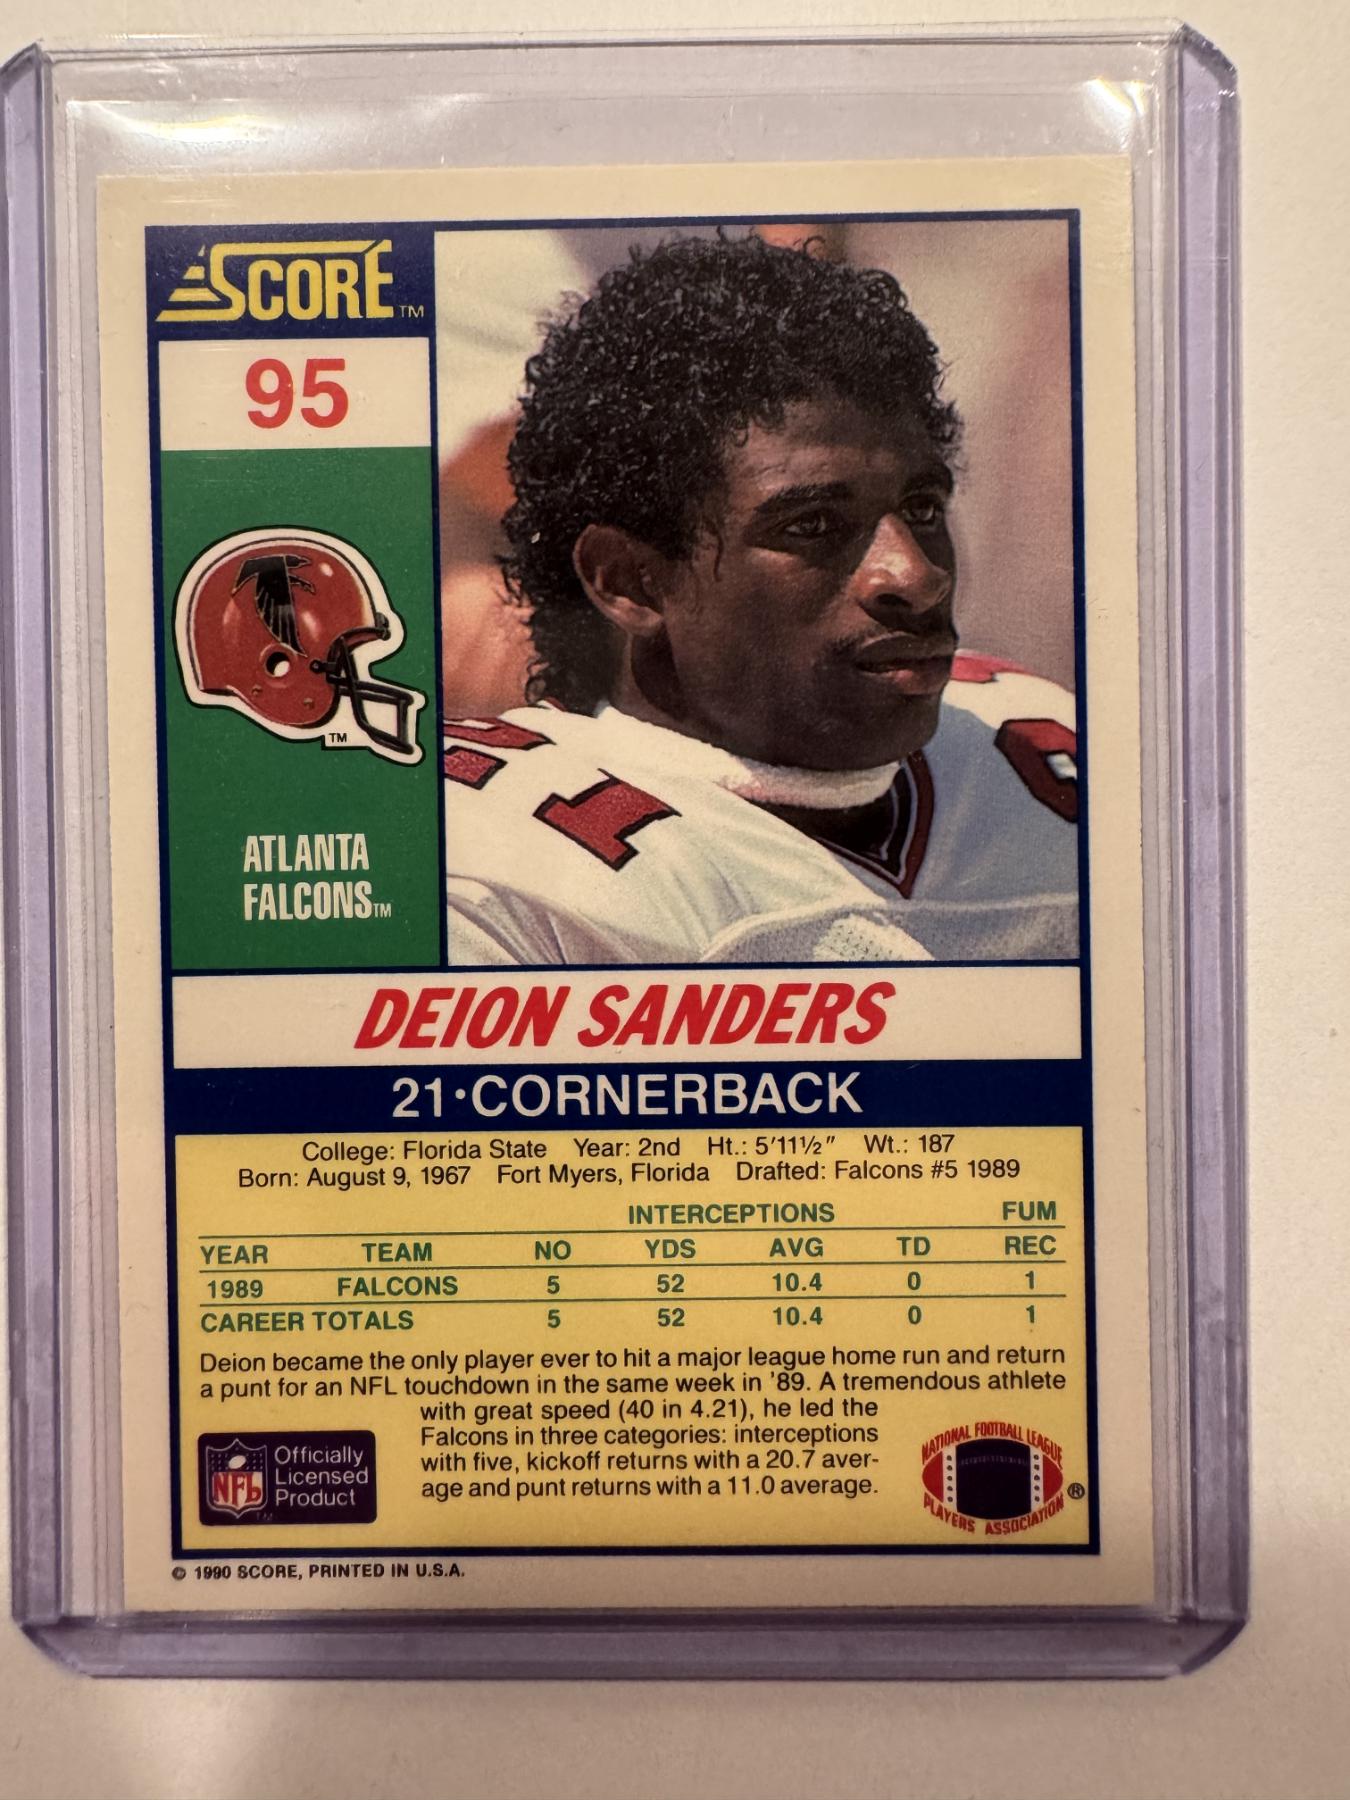 SCORE™
95
TM
ATLANTA
FALCONS™
21
DEION SANDERS
21·CORNERBACK
College: Florida State Year: 2nd Ht.: 5'11½" Wt.: 187
Born: August 9, 1967 Fort Myers, Florida Drafted: Falcons #5 1989
INTERCEPTIONS FUM
YEAR TEAM NO YDS AVG TD REC
1989 FALCONS 5 52 10.4 0 1
CAREER TOTALS 5 52 10.4 0 1
Deion became the only player ever to hit a major league home run and return
a punt for an NFL touchdown in the same week in '89. A tremendous athlete
with great speed (40 in 4.21), he led the
Falcons in three categories: interceptions
with five, kickoff returns with a 20.7 aver-
age and punt returns with a 11.0 average.
NFL
TM
Officially
Licensed
Product
NATIONAL FOOTBALL LEAGUE
PLAYERS ASSOCIATION
®
© 1990 SCORE, PRINTED IN U.S.A.